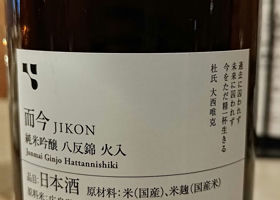 過去に囚われず
未来に囚われず
今をただ精一杯生きる
杜氏 大西唯克
而今 JIKON
純米吟醸 八反錦 火入
Junmai Ginjo Hattannishiki
品目:日本酒 原材料:米(国産)、米麹(国産米)